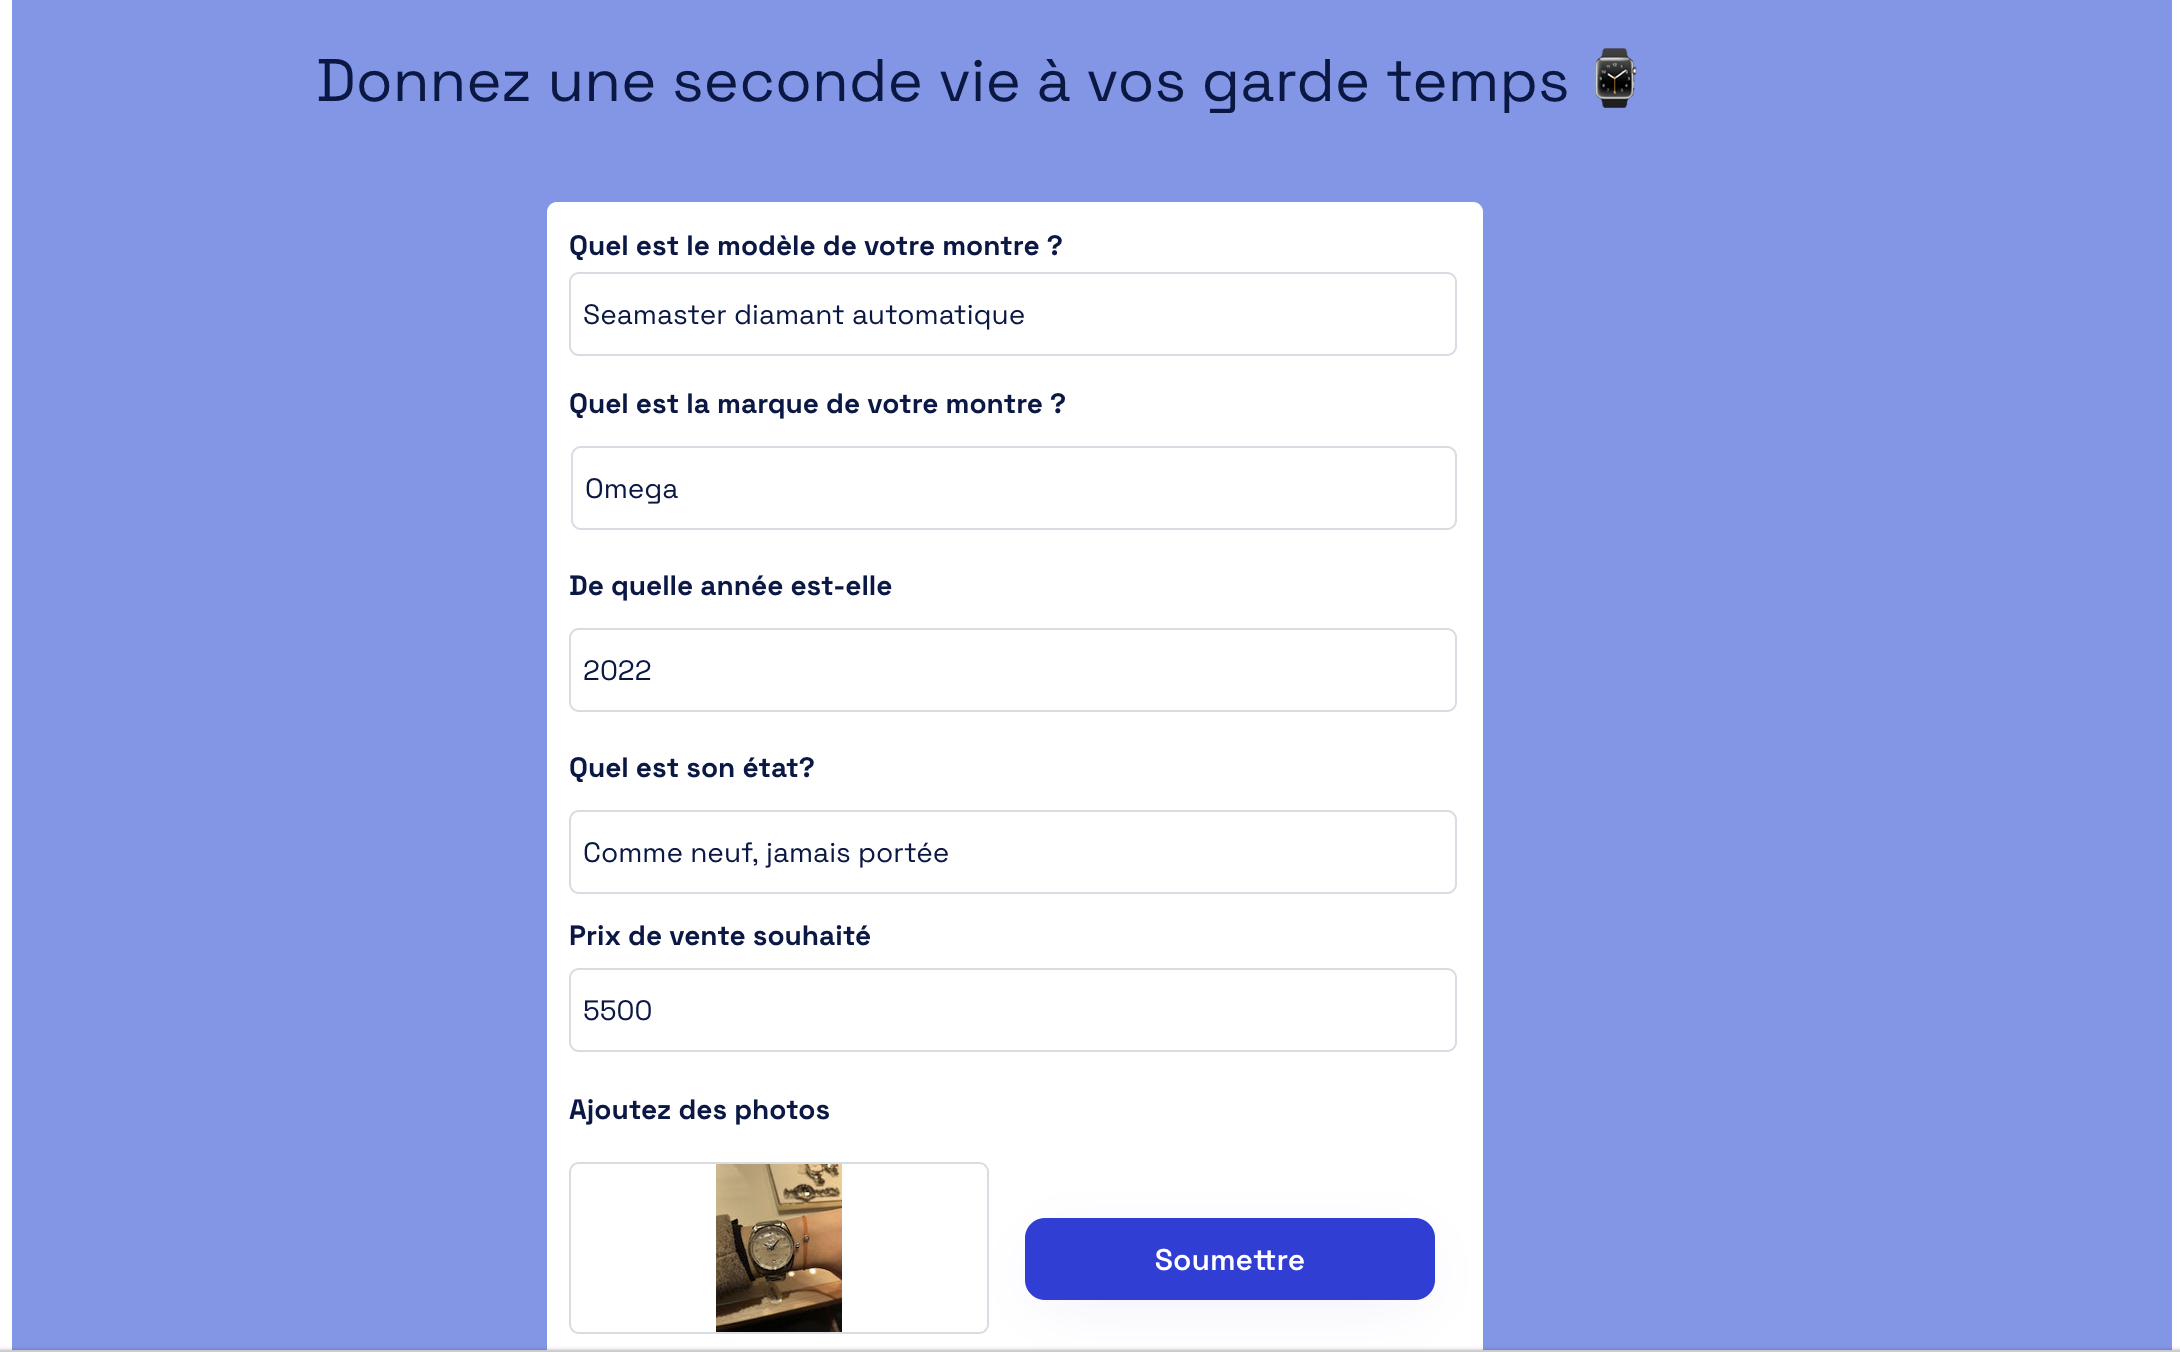 Donnez une seconde vie à vos garde temps ⌚
Quel est le modèle de votre montre ?
Seamaster diamant automatique
Quel est la marque de votre montre ?
Omega
De quelle année est-elle
2022
Quel est son état?
Comme neuf, jamais portée
Prix de vente souhaité
5500
Ajoutez des photos
Soumettre